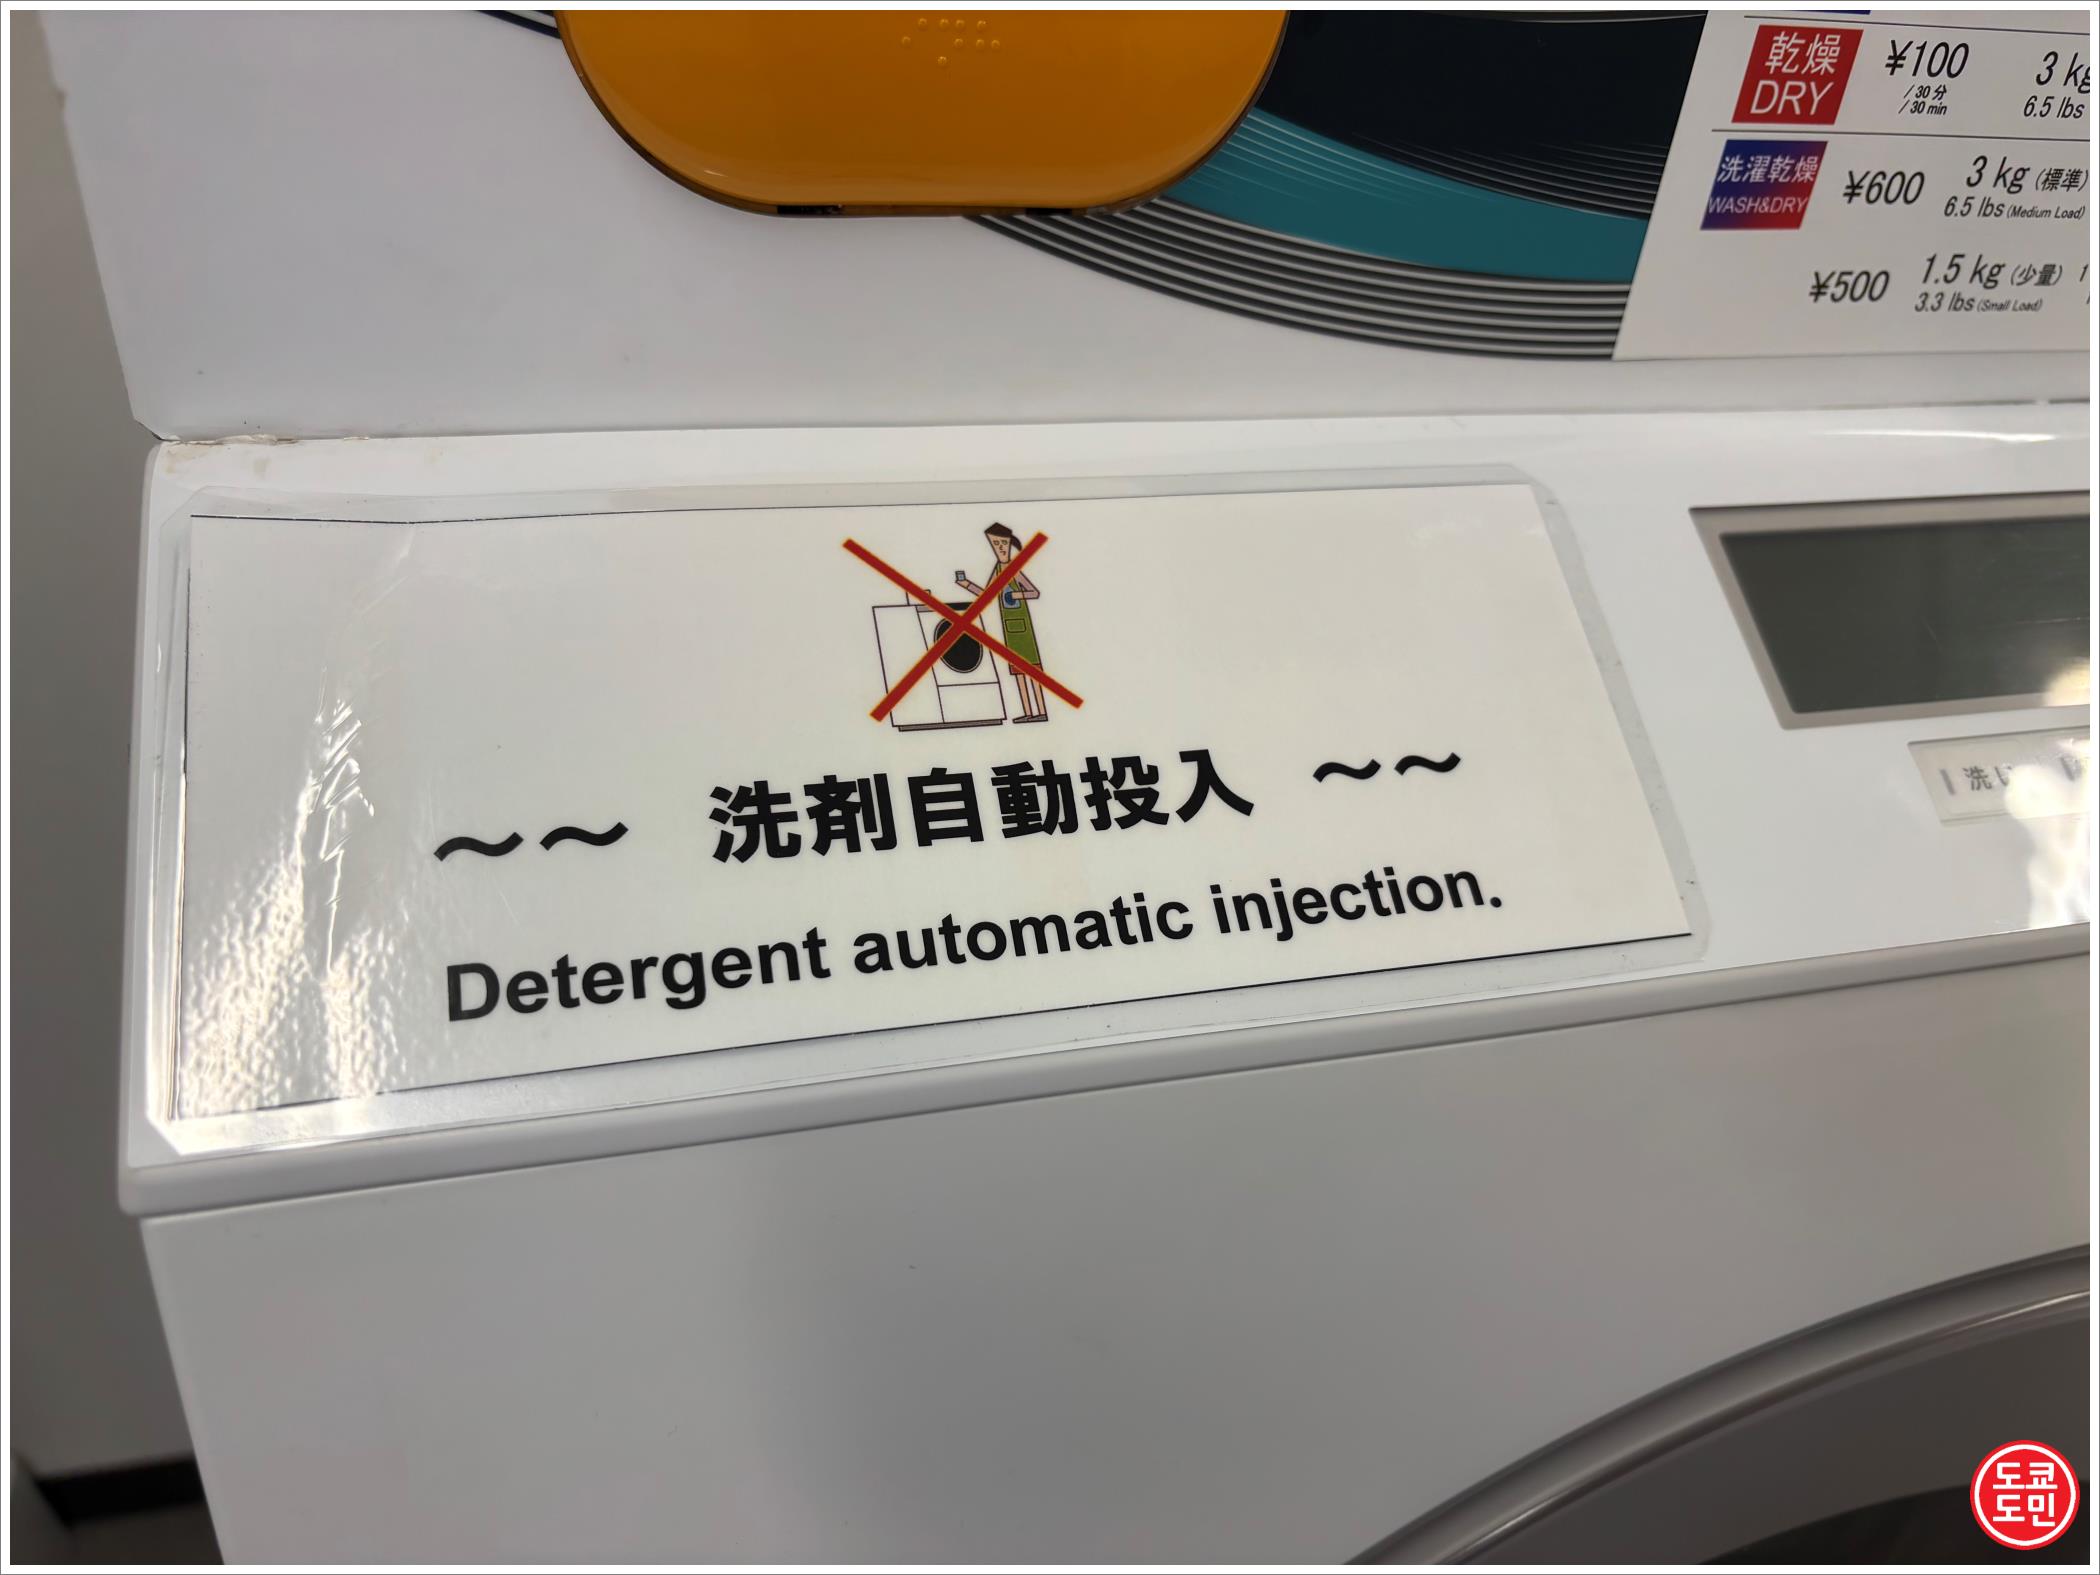 乾燥
DRY
¥100
/ 30 分
/ 30 min
3 kg
6.5 lbs
洗濯乾燥
WASH&DRY
¥600
3 kg (標準)
6.5 lbs (Medium Load)
¥500
1.5 kg (少量)
3.3 lbs (Small Load)
～～ 洗剤自動投入 ～～
Detergent automatic injection.
洗
도쿄
도민